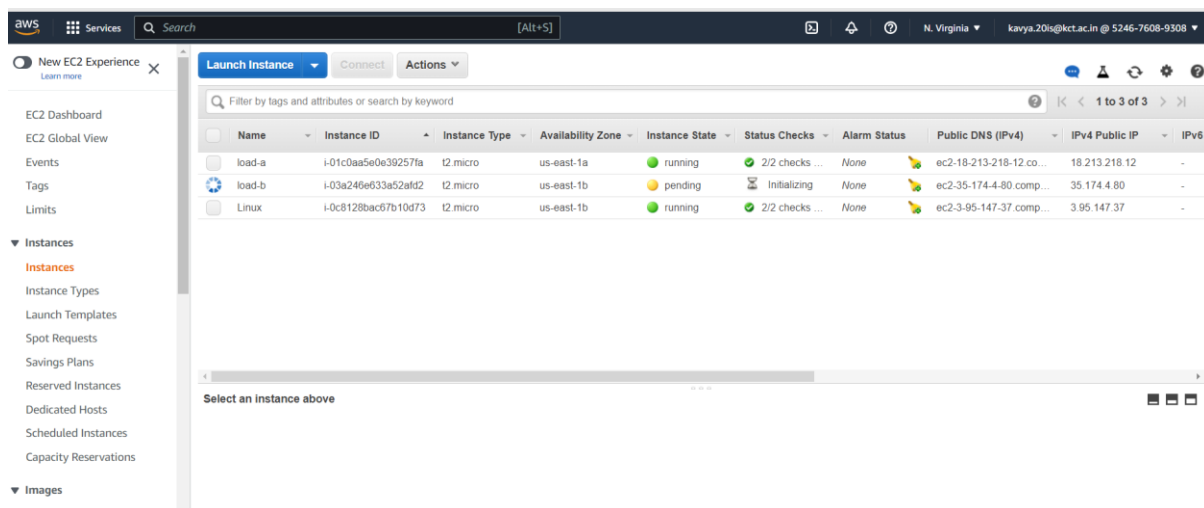 aws Services Search [Alt+S] N. Virginia ▼ kavya.20is@kct.ac.in @ 5246-7608-9308 ▼
New EC2 Experience
Learn more
EC2 Dashboard
EC2 Global View
Events
Tags
Limits
▼ Instances
Instances
Instance Types
Launch Templates
Spot Requests
Savings Plans
Reserved Instances
Dedicated Hosts
Scheduled Instances
Capacity Reservations
▼ Images
Launch Instance Connect Actions
Filter by tags and attributes or search by keyword 1 to 3 of 3
Name Instance ID Instance Type Availability Zone Instance State Status Checks Alarm Status Public DNS (IPv4) IPv4 Public IP IPv6
load-a i-01c0aa5e0e39257fa t2.micro us-east-1a running 2/2 checks ... None ec2-18-213-218-12.co... 18.213.218.12 -
load-b i-03a246e633a52afd2 t2.micro us-east-1b pending Initializing None ec2-35-174-4-80.comp... 35.174.4.80 -
Linux i-0c8128bac67b10d73 t2.micro us-east-1b running 2/2 checks ... None ec2-3-95-147-37.comp... 3.95.147.37 -
Select an instance above